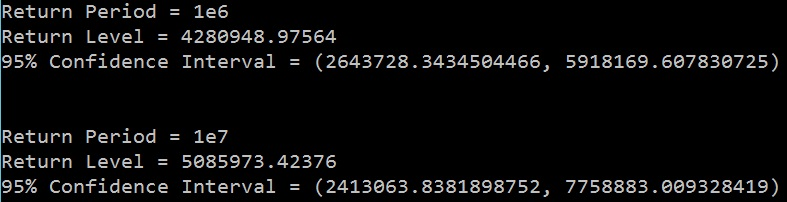 Return Period = 1e6
Return Level = 4280948.97564
95% Confidence Interval = (2643728.3434504466, 5918169.607830725)
Return Period = 1e7
Return Level = 5085973.42376
95% Confidence Interval = (2413063.8381898752, 7758883.009328419)